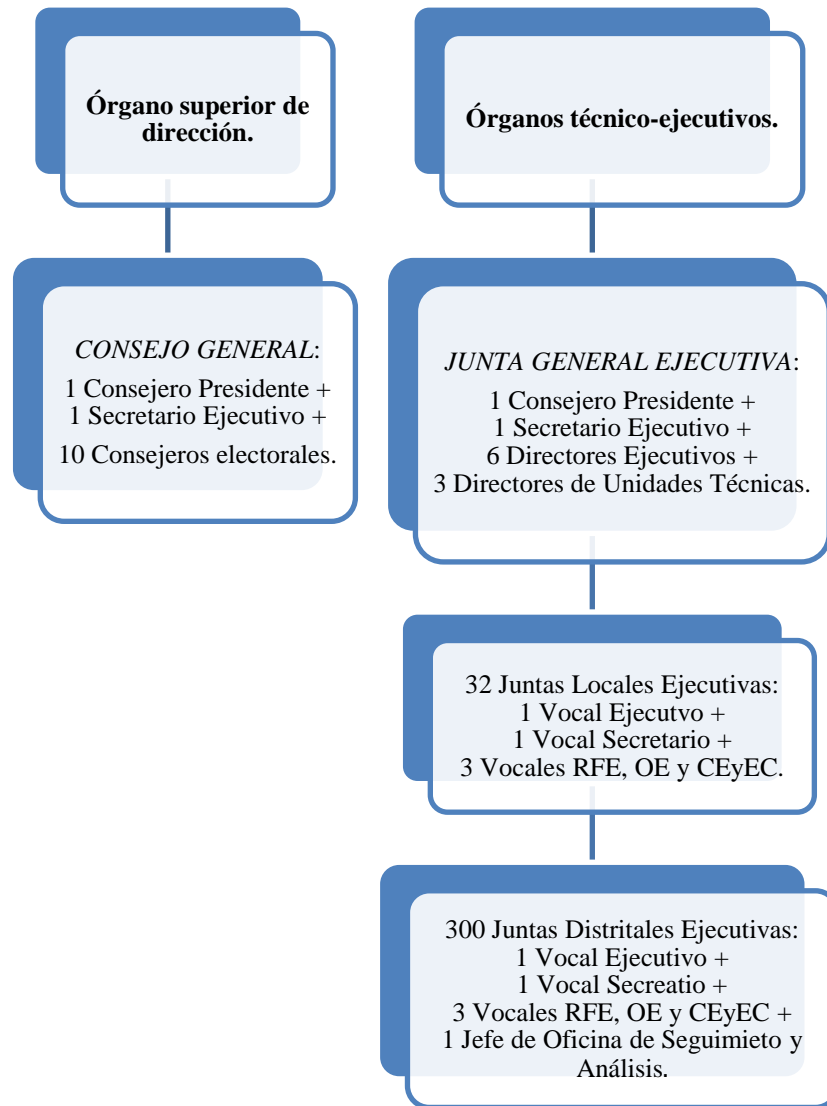 Órgano superior de
dirección.
CONSEJO GENERAL:
1 Consejero Presidente +
1 Secretario Ejecutivo +
10 Consejeros electorales.
Órganos técnico-ejecutivos.
JUNTA GENERAL EJECUTIVA:
1 Consejero Presidente +
1 Secretario Ejecutivo +
6 Directores Ejecutivos +
3 Directores de Unidades Técnicas.
32 Juntas Locales Ejecutivas:
1 Vocal Ejecutvo +
1 Vocal Secretario +
3 Vocales RFE, OE y CEyEC.
300 Juntas Distritales Ejecutivas:
1 Vocal Ejecutivo +
1 Vocal Secreatio +
3 Vocales RFE, OE y CEyEC +
1 Jefe de Oficina de Seguimieto y
Análisis.